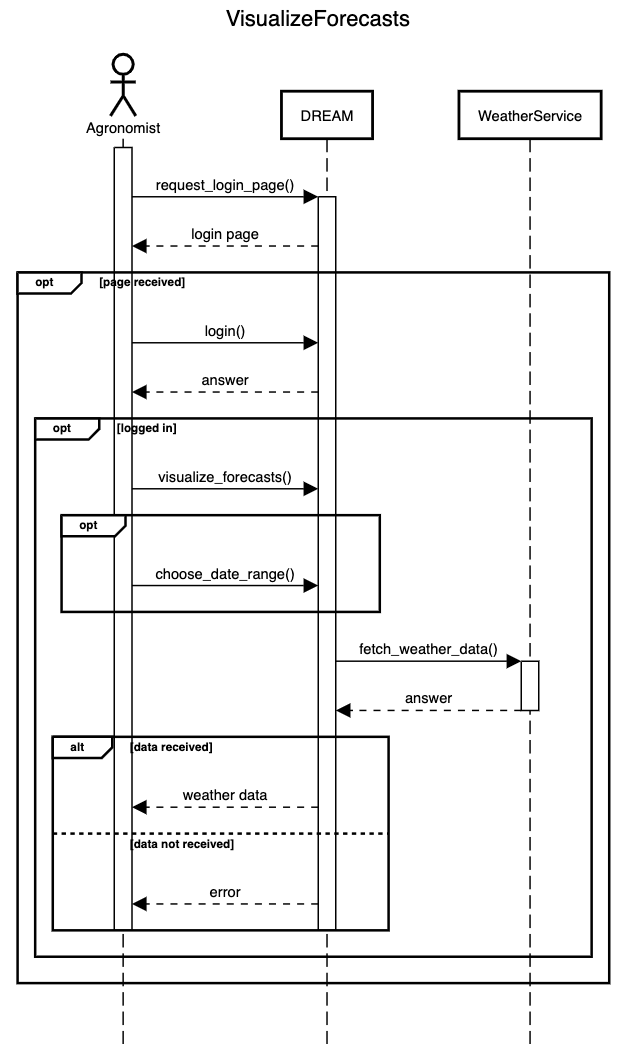 VisualizeForecasts
Agronomist
DREAM
WeatherService
request_login_page()
login page
opt
[page received]
login()
answer
opt
[logged in]
visualize_forecasts()
opt
choose_date_range()
fetch_weather_data()
answer
alt
[data received]
weather data
[data not received]
error